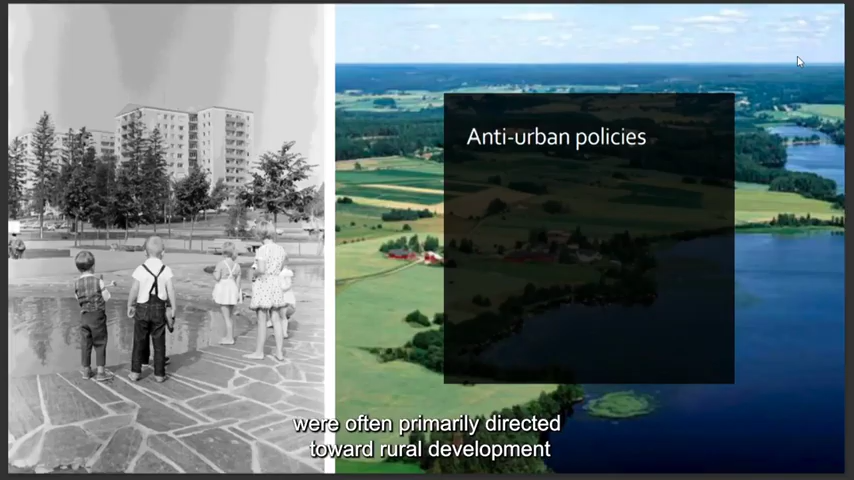 Anti-urban policies
were often primarily directed
toward rural development